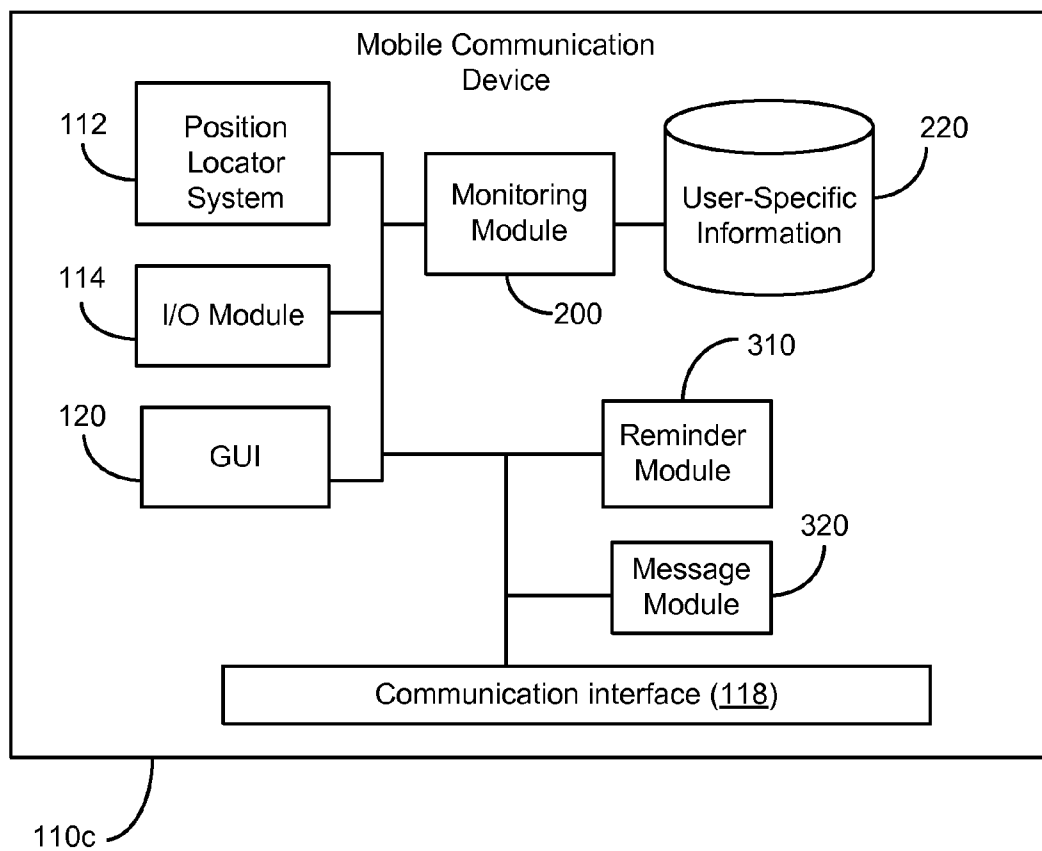 Mobile Communication
Device
112
Position
Locator
System
Monitoring
Module
200
User-Specific
Information
220
114
I/O Module
310
120
GUI
Reminder
Module
320
Message
Module
Communication interface (118)
110c